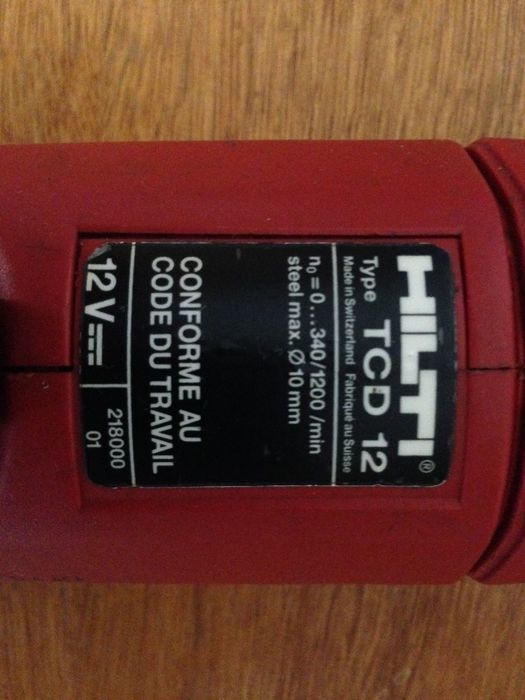 HILTI®
Type TCD 12
Made in Switzerland Fabriqué au Suisse
n₀ = 0...340/1200 /min
steel max. Ø 10 mm
CONFORME AU
CODE DU TRAVAIL
12 V⎓ 218000
01